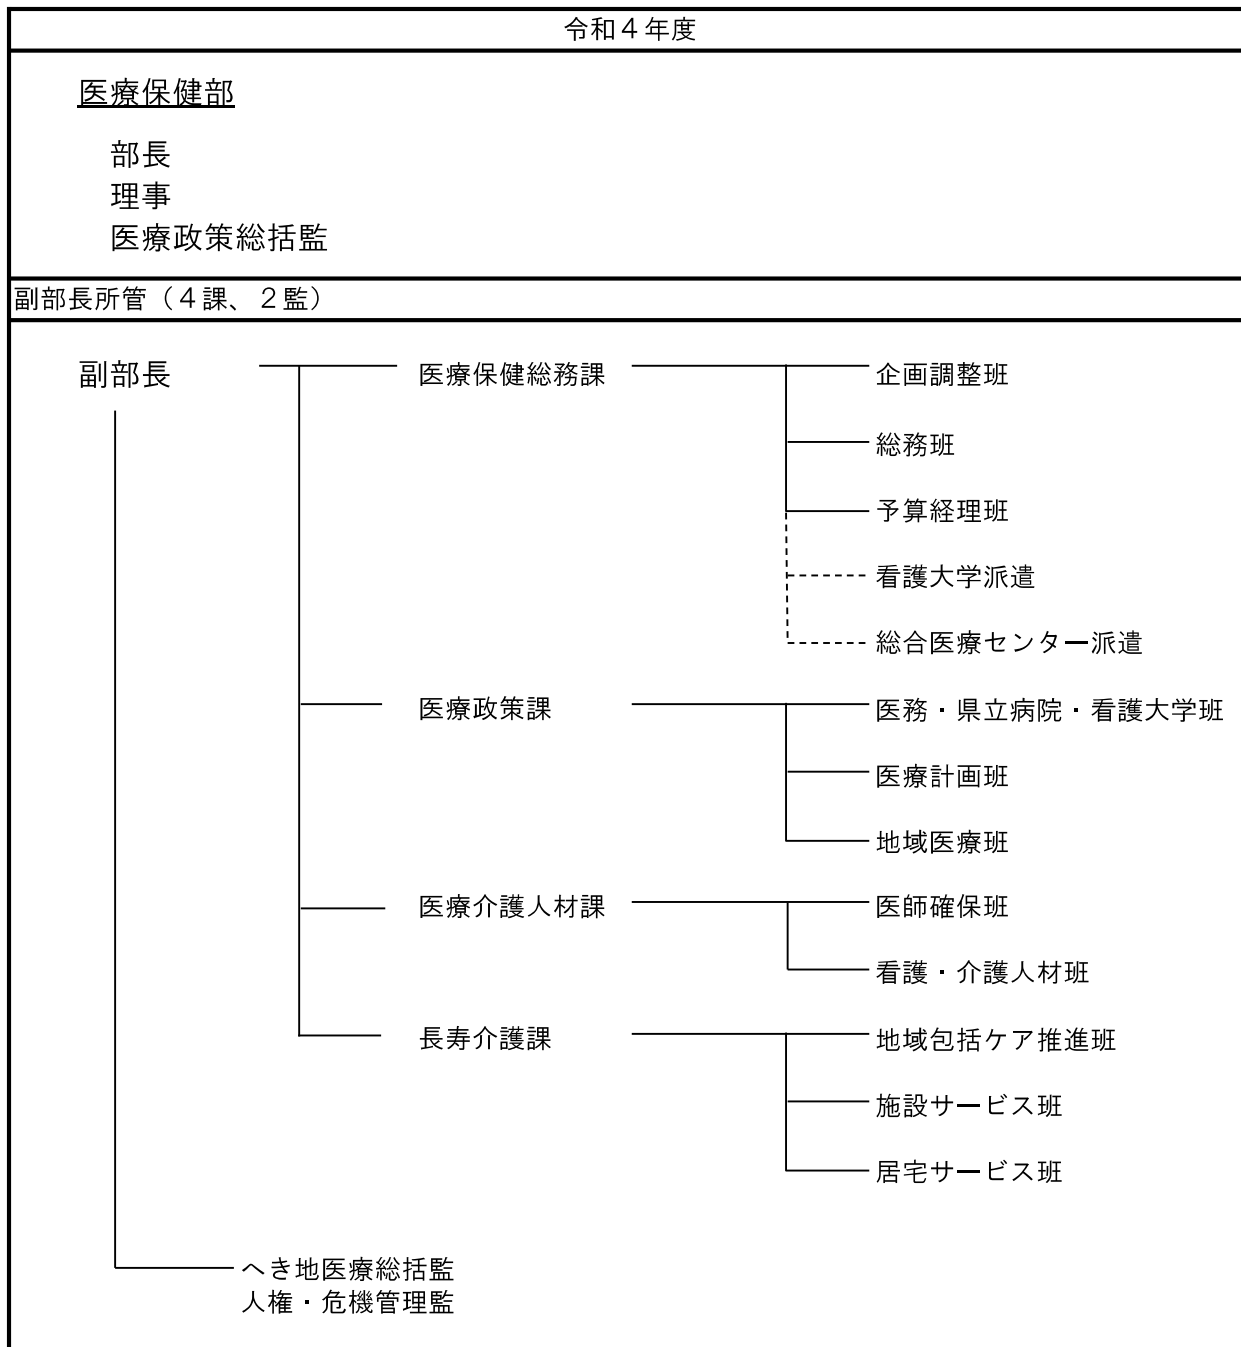 令和４年度
医療保健部
部長
理事
医療政策総括監
副部長所管（４課、２監）
副部長 医療保健総務課 企画調整班
総務班
予算経理班
看護大学派遣
総合医療センター派遣
医療政策課 医務・県立病院・看護大学班
医療計画班
地域医療班
医療介護人材課 医師確保班
看護・介護人材班
長寿介護課 地域包括ケア推進班
施設サービス班
居宅サービス班
へき地医療総括監
人権・危機管理監